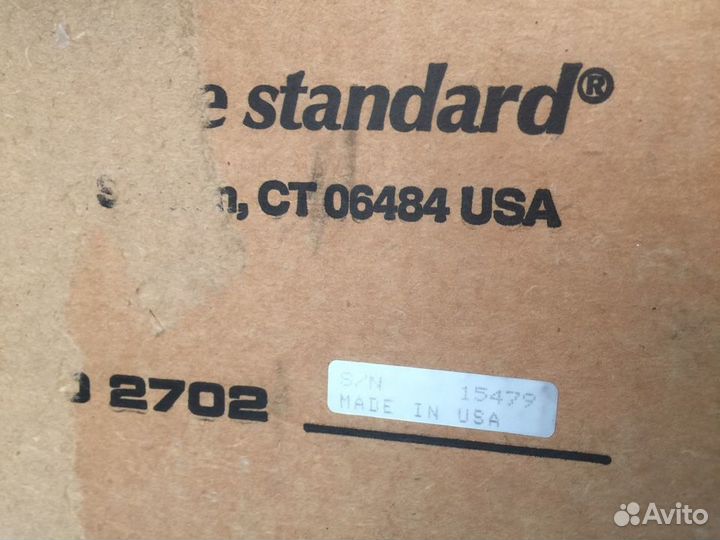 e standard®
CT 06484 USA
2702
S/N 15479
MADE IN USA
Avito